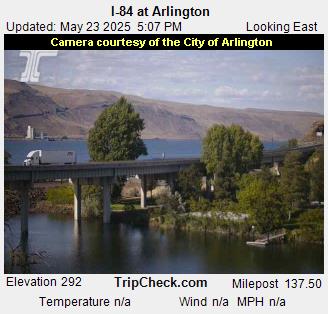 I-84 at Arlington
Updated: May 23 2025 5:07 PM Looking East
Camera courtesy of the City of Arlington
Elevation 292 TripCheck.com Milepost 137.50
Temperature n/a Wind n/a MPH n/a